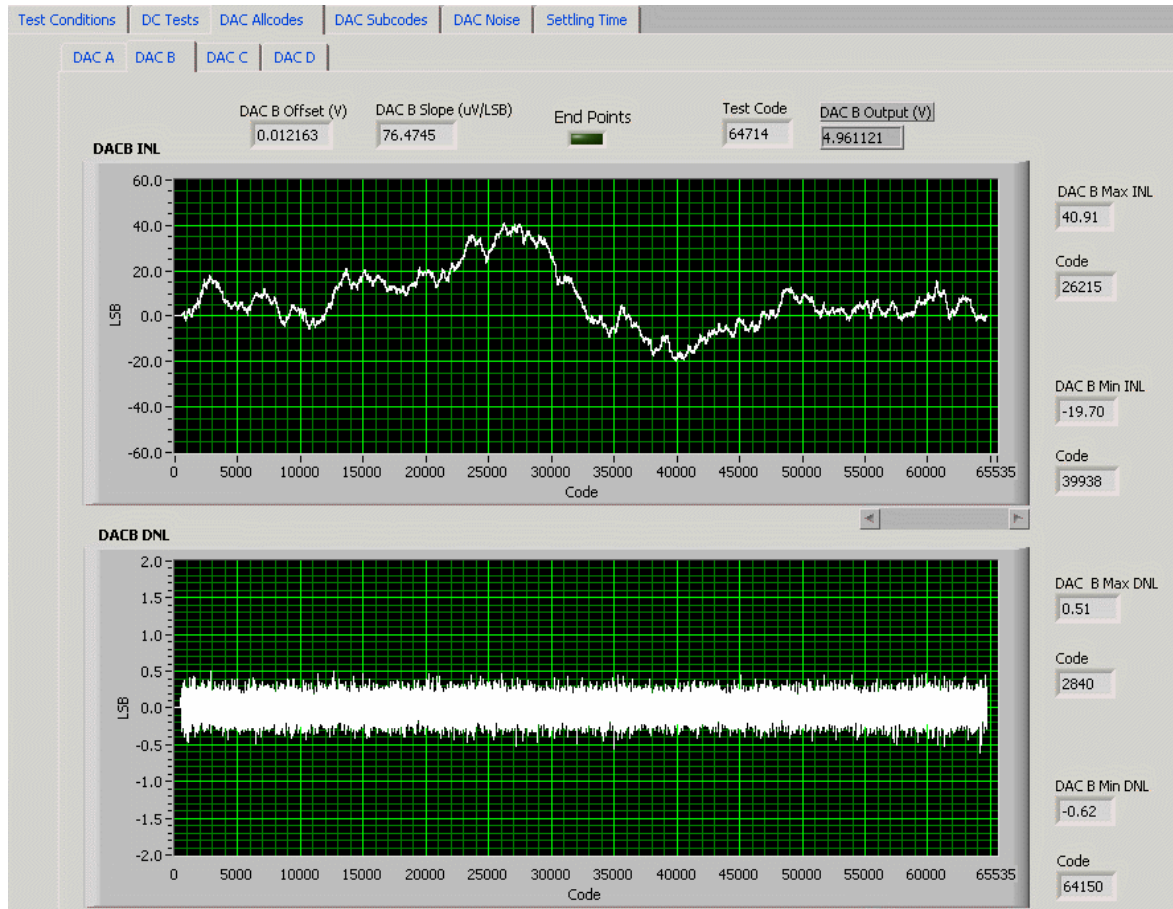 Test Conditions DC Tests DAC Allcodes DAC Subcodes DAC Noise Settling Time
DAC A DAC B DAC C DAC D
DAC B Offset (V) DAC B Slope (uV/LSB) End Points Test Code DAC B Output (V)
0.012163 76.4745 64714 4.961121
DACB INL
60.0
40.0
20.0
0.0
-20.0
-40.0
-60.0
LSB
0 5000 10000 15000 20000 25000 30000 35000 40000 45000 50000 55000 60000 65535
Code
DAC B Max INL
40.91
Code
26215
DAC B Min INL
-19.70
Code
39938
DACB DNL
2.0
1.5
1.0
0.5
0.0
-0.5
-1.0
-1.5
-2.0
LSB
0 5000 10000 15000 20000 25000 30000 35000 40000 45000 50000 55000 60000 65535
Code
DAC B Max DNL
0.51
Code
2840
DAC B Min DNL
-0.62
Code
64150